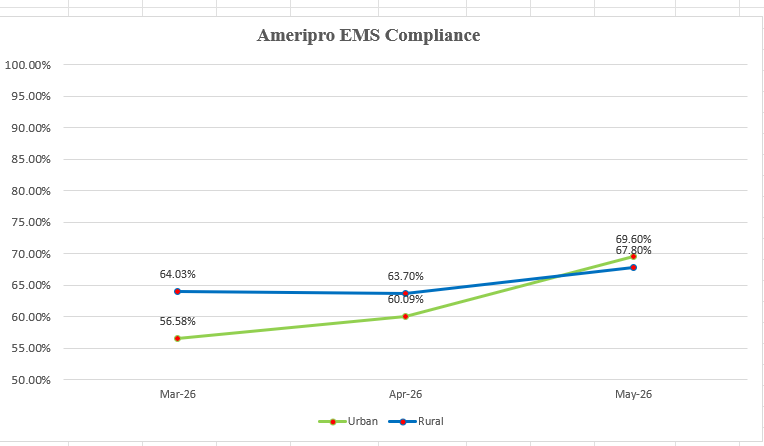 Ameripro EMS Compliance
100.00%
95.00%
90.00%
85.00%
80.00%
75.00%
70.00%
65.00%
60.00%
55.00%
50.00%
64.03%
56.58%
63.70%
60.09%
69.60%
67.80%
Mar-26
Apr-26
May-26
Urban
Rural